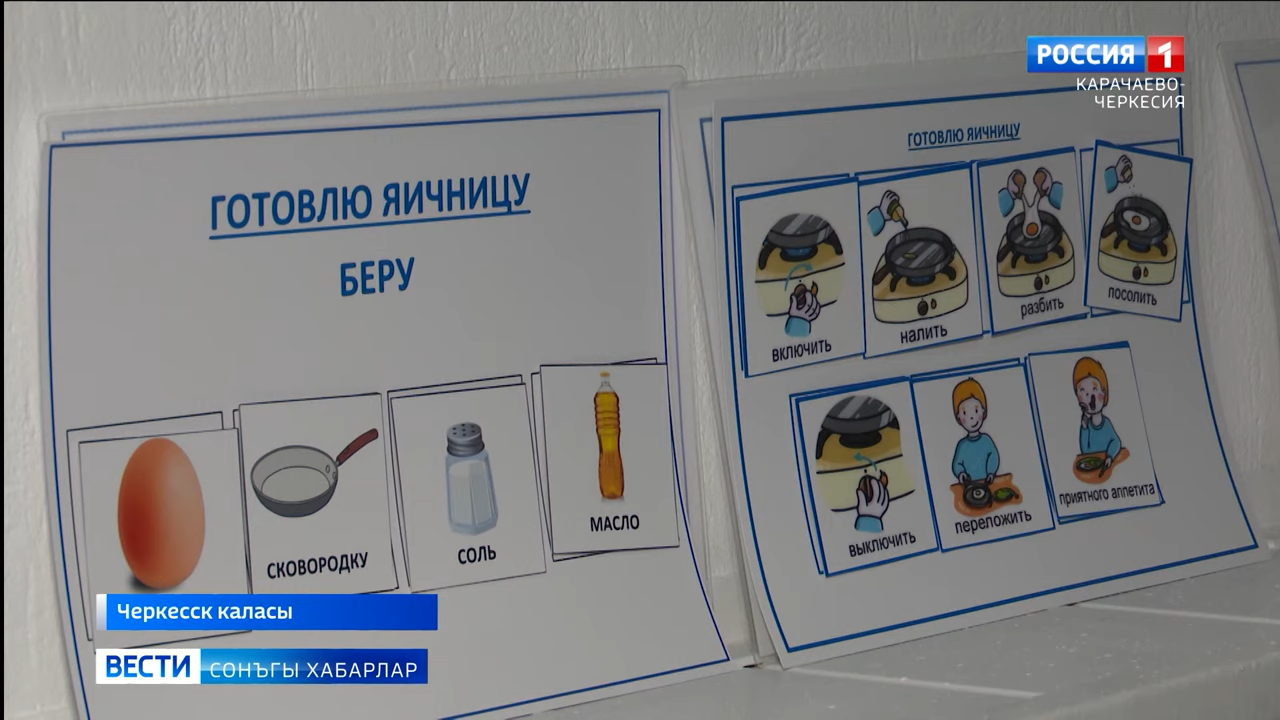 РОССИЯ 1
КАРАЧАЕВО-
ЧЕРКЕСИЯ
ГОТОВЛЮ ЯИЧНИЦУ
БЕРУ
СКОВОРОДКУ
СОЛЬ
МАСЛО
ГОТОВЛЮ ЯИЧНИЦУ
включить
налить
разбить
посолить
выключить
переложить
приятного аппетита
Черкесск каласы
ВЕСТИ СОНЪГЫ ХАБАРЛАР